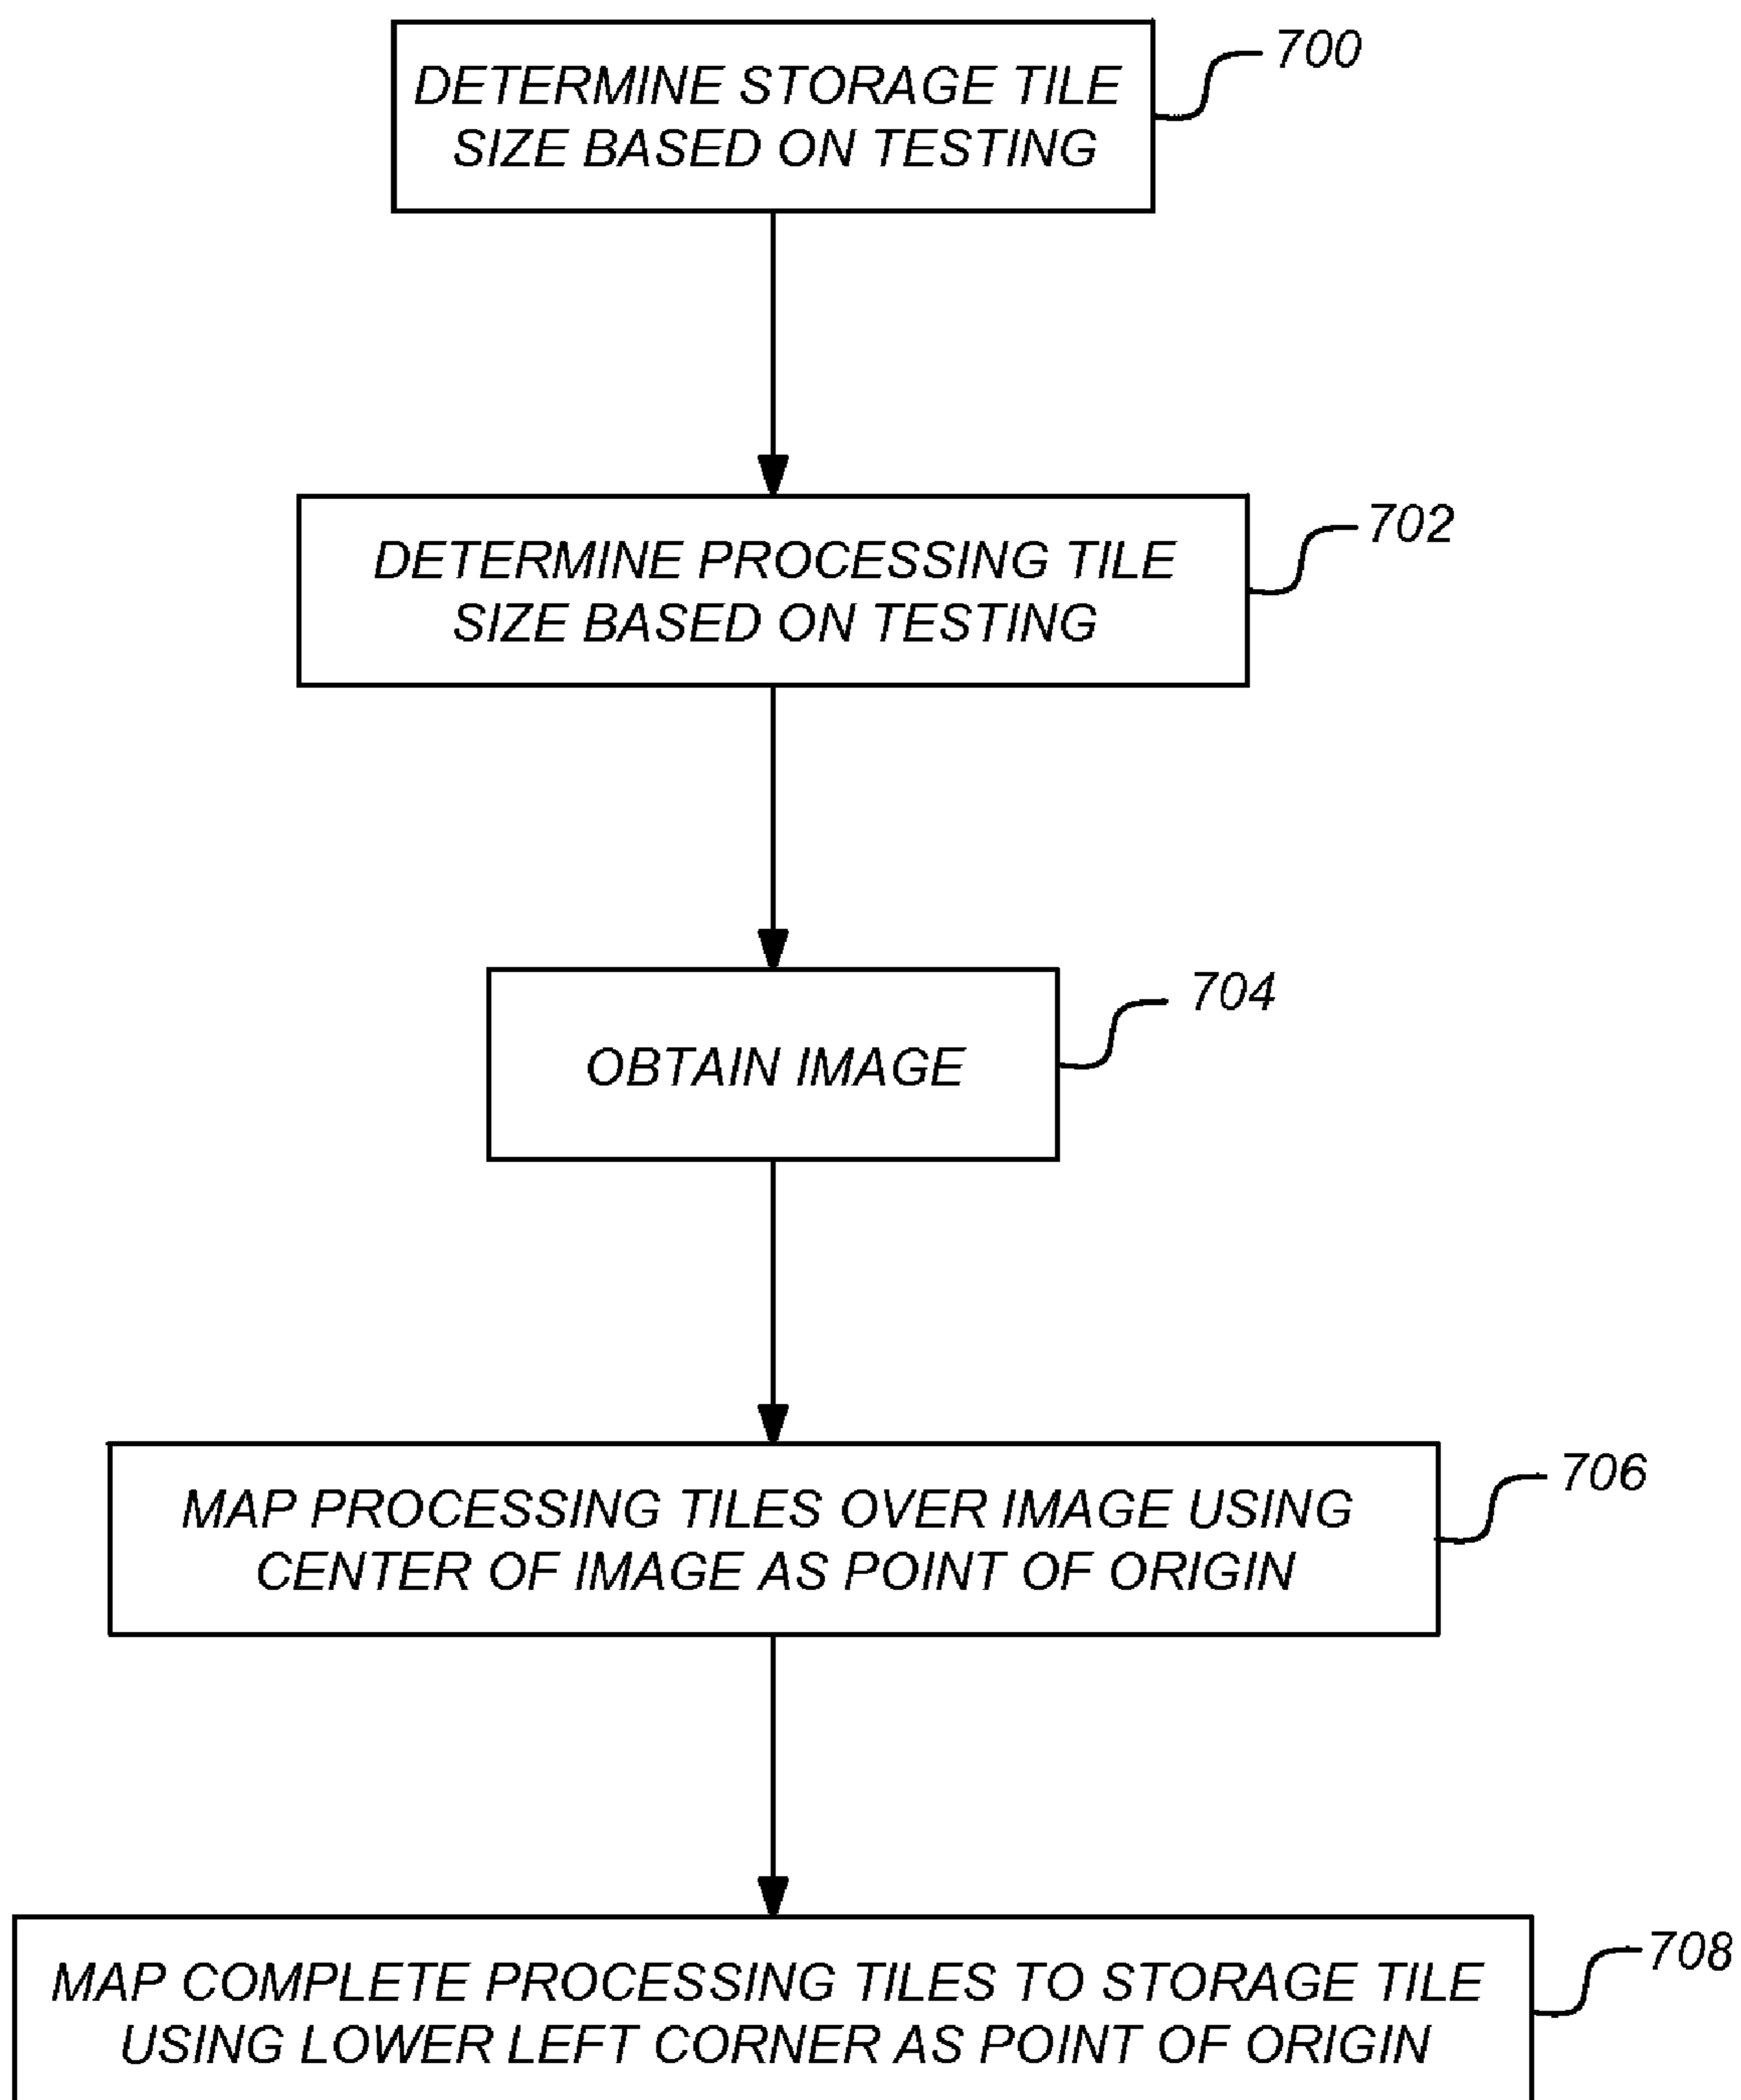 700
DETERMINE STORAGE TILE
SIZE BASED ON TESTING
702
DETERMINE PROCESSING TILE
SIZE BASED ON TESTING
704
OBTAIN IMAGE
706
MAP PROCESSING TILES OVER IMAGE USING
CENTER OF IMAGE AS POINT OF ORIGIN
708
MAP COMPLETE PROCESSING TILES TO STORAGE TILE
USING LOWER LEFT CORNER AS POINT OF ORIGIN